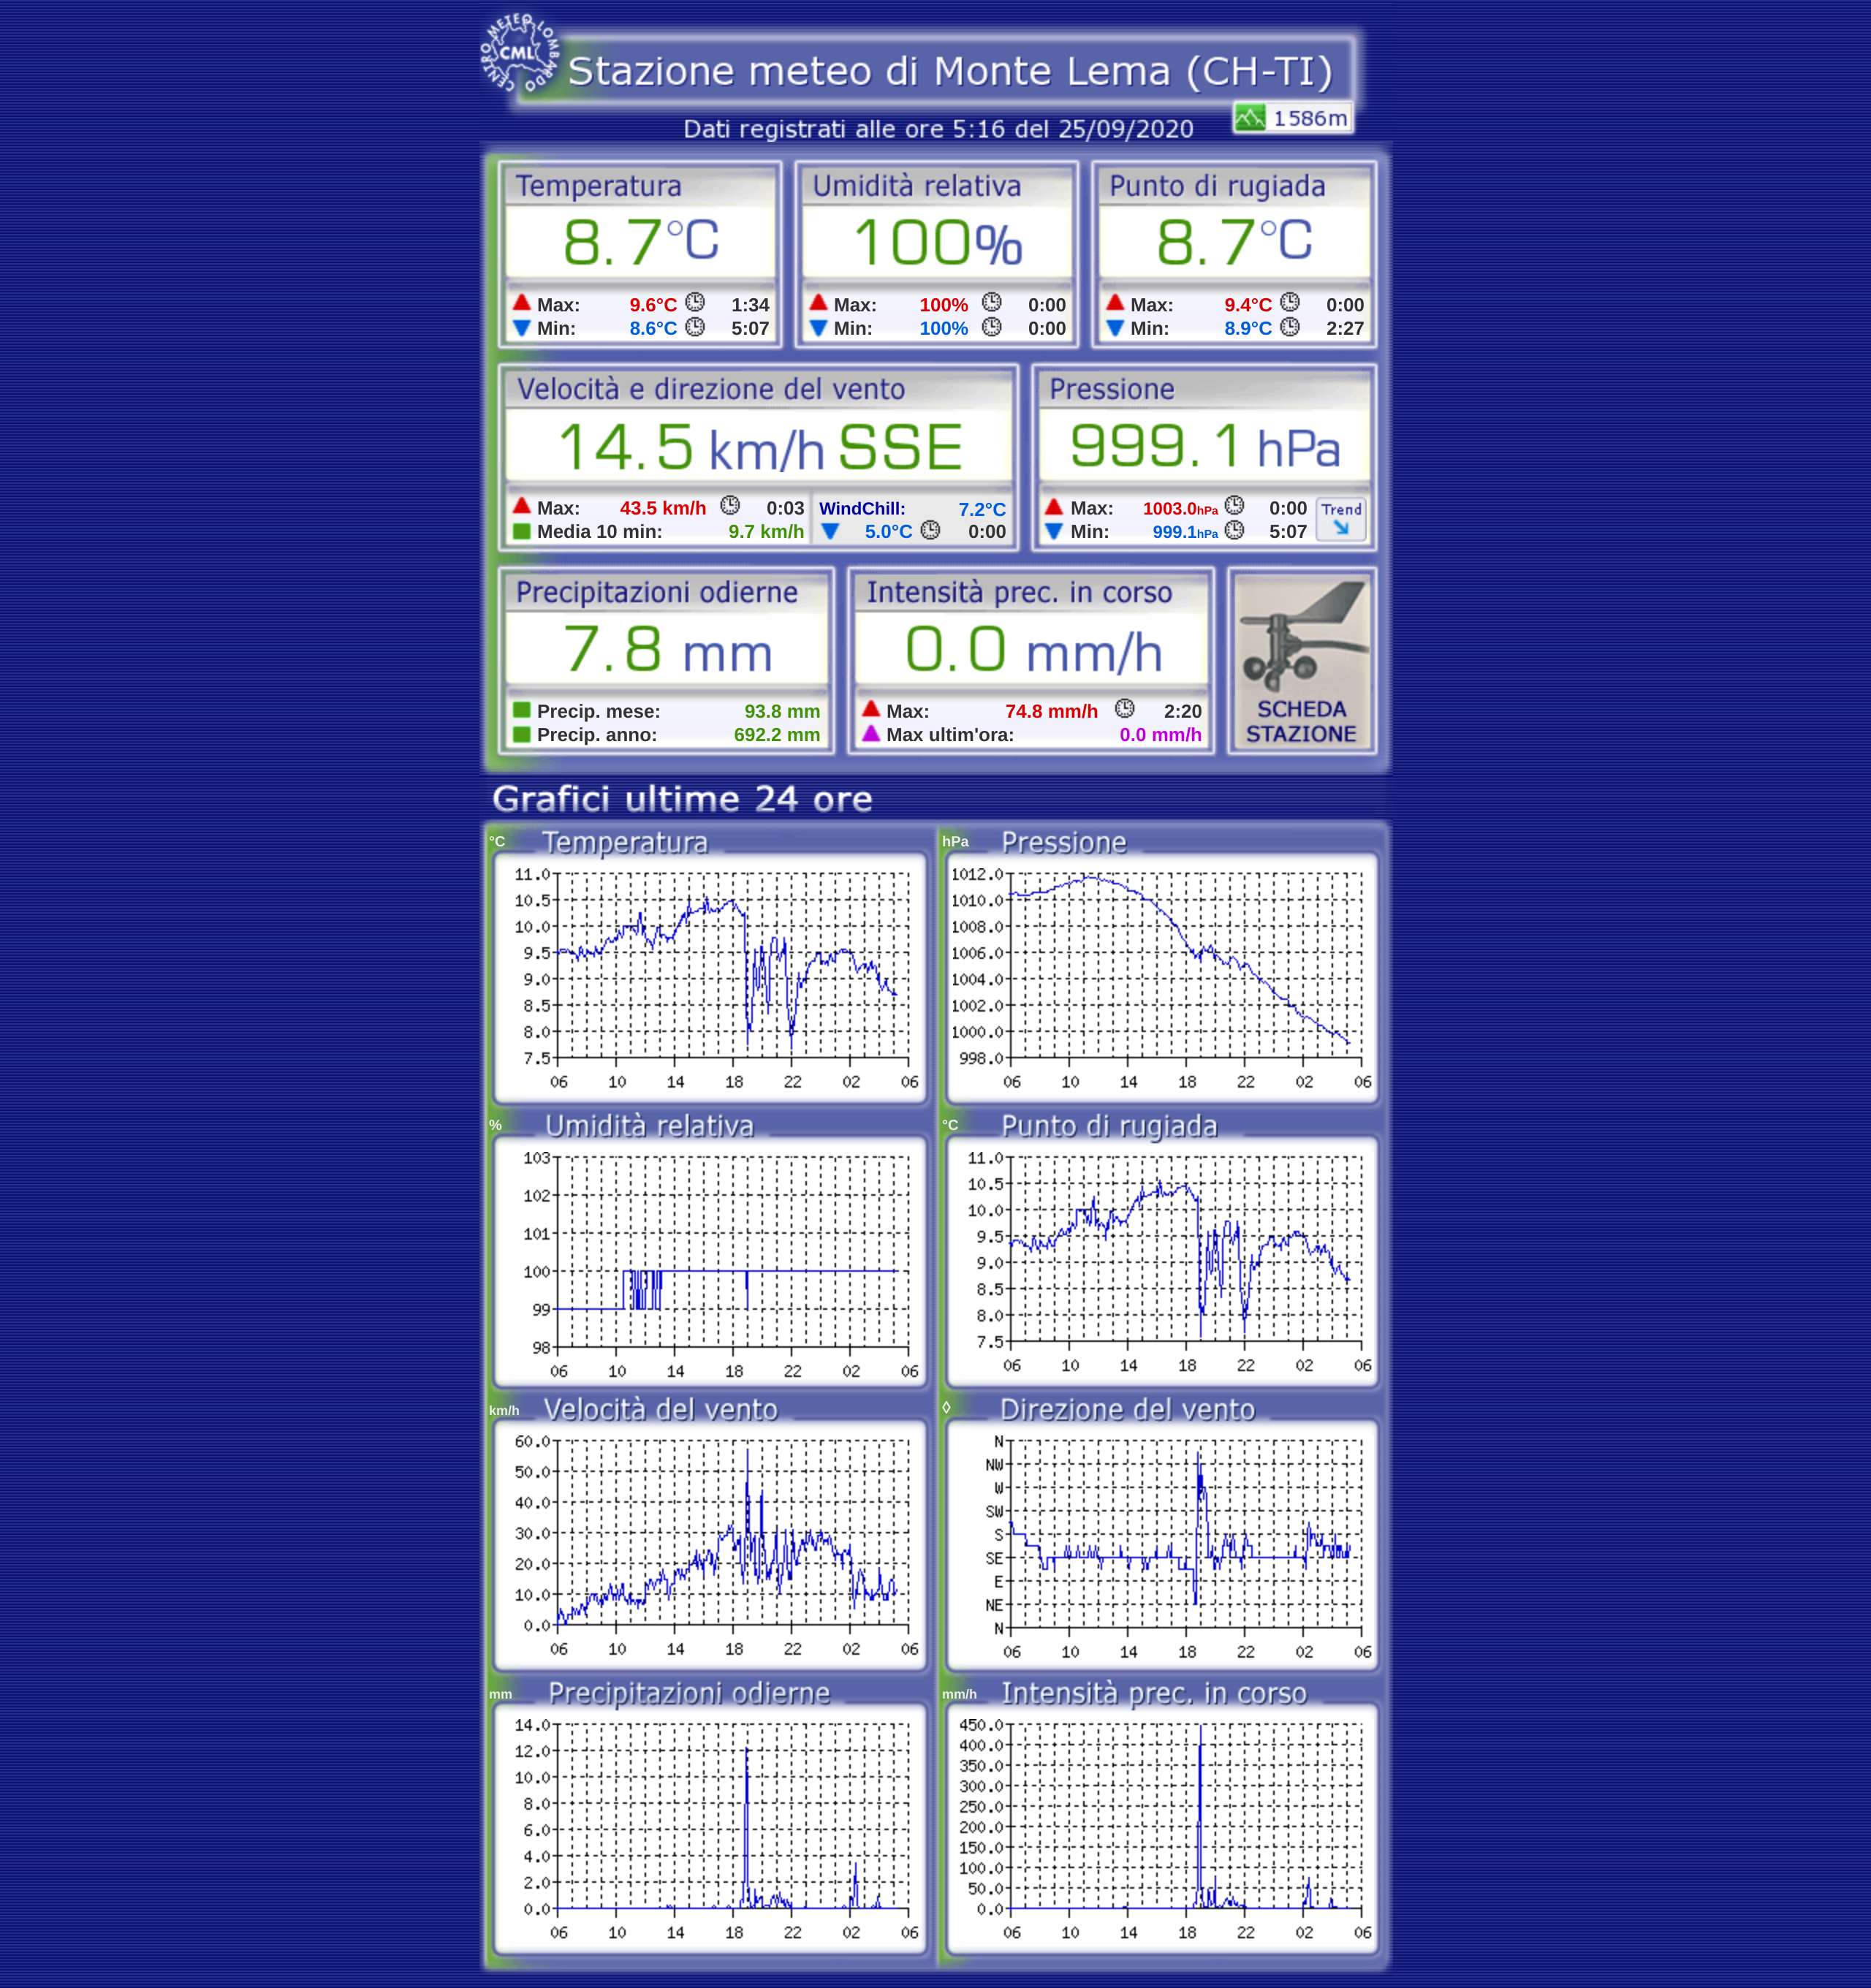 CENTRO METEO LOMBARDO
CML
Stazione meteo di Monte Lema (CH-TI)
1586m
Dati registrati alle ore 5:16 del 25/09/2020
Temperatura Umidità relativa Punto di rugiada
8.7°C 100% 8.7°C
Max: 9.6°C 1:34 Max: 100% 0:00 Max: 9.4°C 0:00
Min: 8.6°C 5:07 Min: 100% 0:00 Min: 8.9°C 2:27
Velocità e direzione del vento Pressione
14.5 km/h SSE 999.1 hPa
Max: 43.5 km/h 0:03 WindChill: 7.2°C Max: 1003.0hPa 0:00 Trend
Media 10 min: 9.7 km/h 5.0°C 0:00 Min: 999.1hPa 5:07
Precipitazioni odierne Intensità prec. in corso
7.8 mm 0.0 mm/h
Precip. mese: 93.8 mm Max: 74.8 mm/h 2:20 SCHEDA
Precip. anno: 692.2 mm Max ultim'ora: 0.0 mm/h STAZIONE
Grafici ultime 24 ore
°C Temperatura
11.0
10.5
10.0
9.5
9.0
8.5
8.0
7.5
06 10 14 18 22 02 06
hPa Pressione
1012.0
1010.0
1008.0
1006.0
1004.0
1002.0
1000.0
998.0
06 10 14 18 22 02 06
% Umidità relativa
103
102
101
100
99
98
06 10 14 18 22 02 06
°C Punto di rugiada
11.0
10.5
10.0
9.5
9.0
8.5
8.0
7.5
06 10 14 18 22 02 06
km/h Velocità del vento
60.0
50.0
40.0
30.0
20.0
10.0
0.0
06 10 14 18 22 02 06
◊ Direzione del vento
N
NW
W
SW
S
SE
E
NE
N
06 10 14 18 22 02 06
mm Precipitazioni odierne
14.0
12.0
10.0
8.0
6.0
4.0
2.0
0.0
06 10 14 18 22 02 06
mm/h Intensità prec. in corso
450.0
400.0
350.0
300.0
250.0
200.0
150.0
100.0
50.0
0.0
06 10 14 18 22 02 06